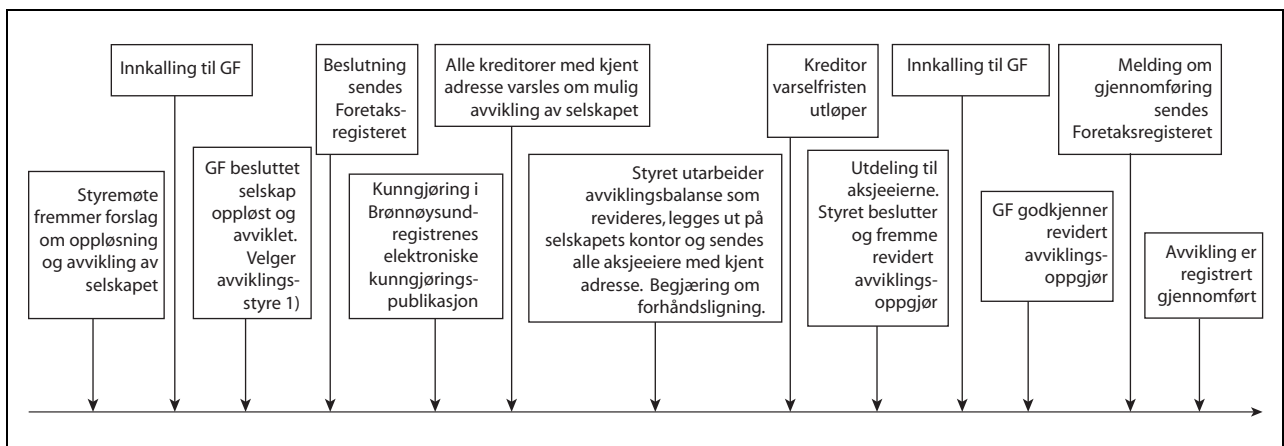 Styremøte
fremmer forslag
om oppløsning
og avvikling av
selskapet
Innkalling til GF
GF besluttet
selskap
oppløst og
avviklet.
Velger
avviklings-
styre 1)
Beslutning
sendes
Foretaks-
registeret
Kunngjøring i
Brønnøysund-
registrenes
elektroniske
kunngjørings-
publikasjon
Alle kreditorer med kjent
adresse varsles om mulig
avvikling av selskapet
Styret utarbeider
avviklingsbalanse som
revideres, legges ut på
selskapets kontor og sendes
alle aksjeeiere med kjent
adresse. Begjæring om
forhåndsligning.
Kreditor
varselfristen
utløper
Utdeling til
aksjeeierne.
Styret beslutter
og fremme
revidert
avviklings-
oppgjør
Innkalling til GF
GF godkjenner
revidert
avviklings-
oppgjør
Melding om
gjennomføring
sendes
Foretaksregisteret
Avvikling er
registrert
gjennomført